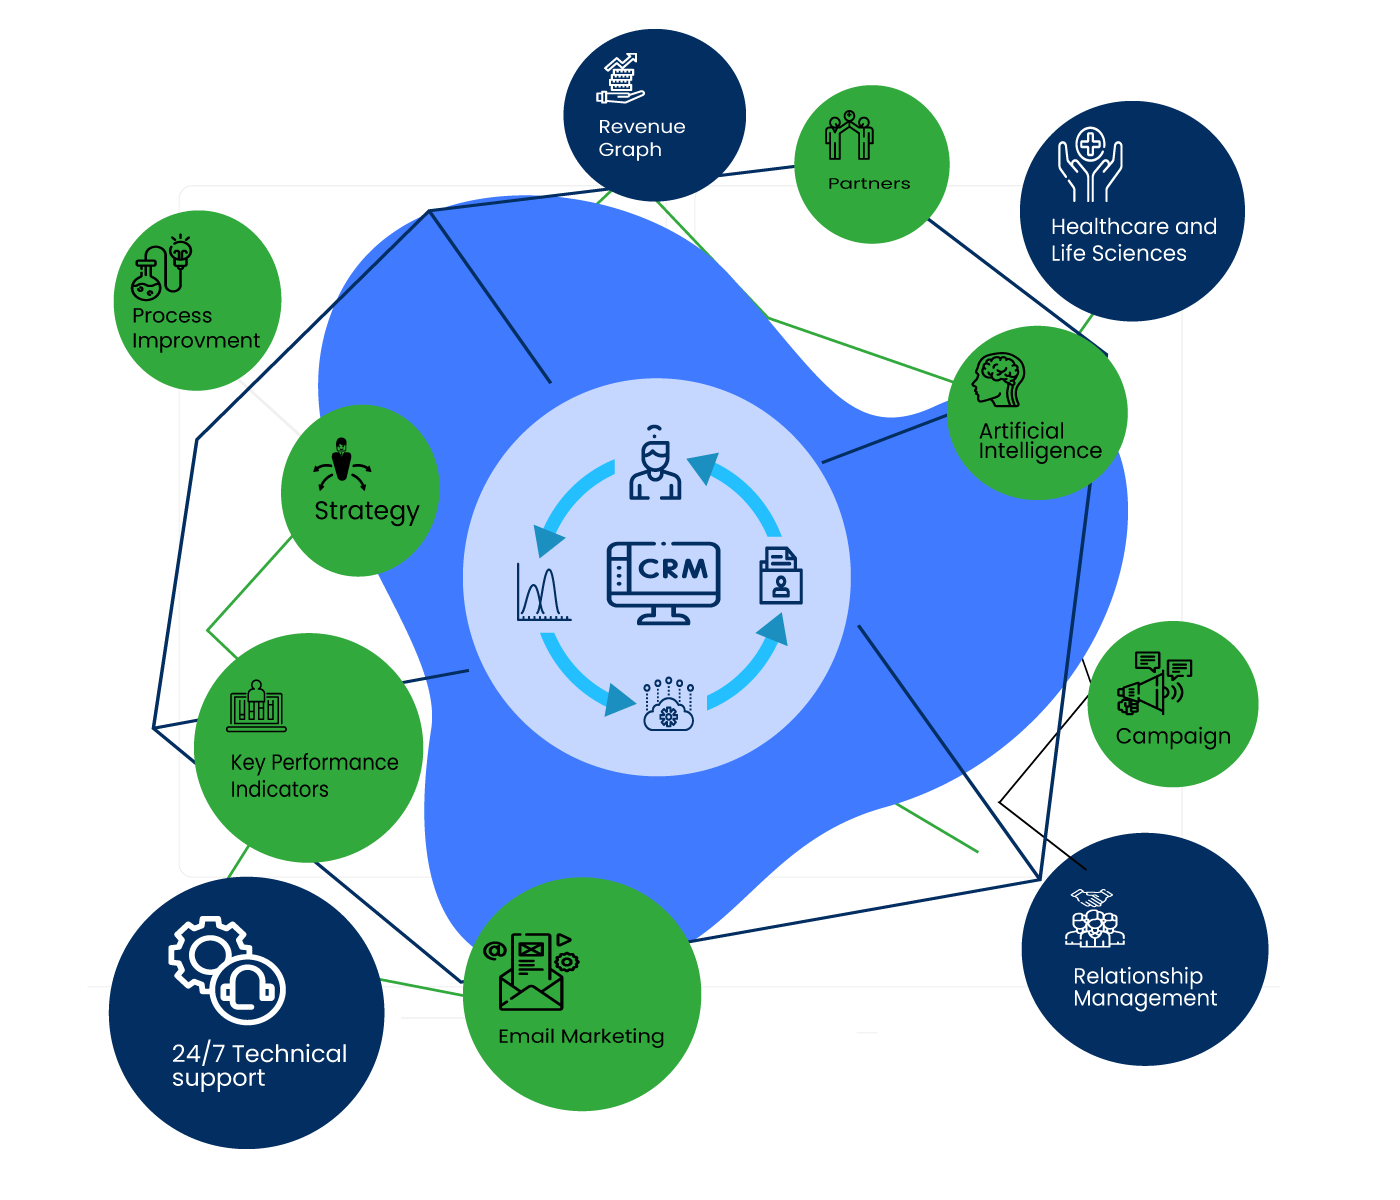 Revenue
Graph
Partners
Healthcare and
Life Sciences
Process
Improvment
Artificial
Intelligence
Strategy
CRM
Campaign
Key Performance
Indicators
Relationship
Management
@
Email Marketing
24/7 Technical
support